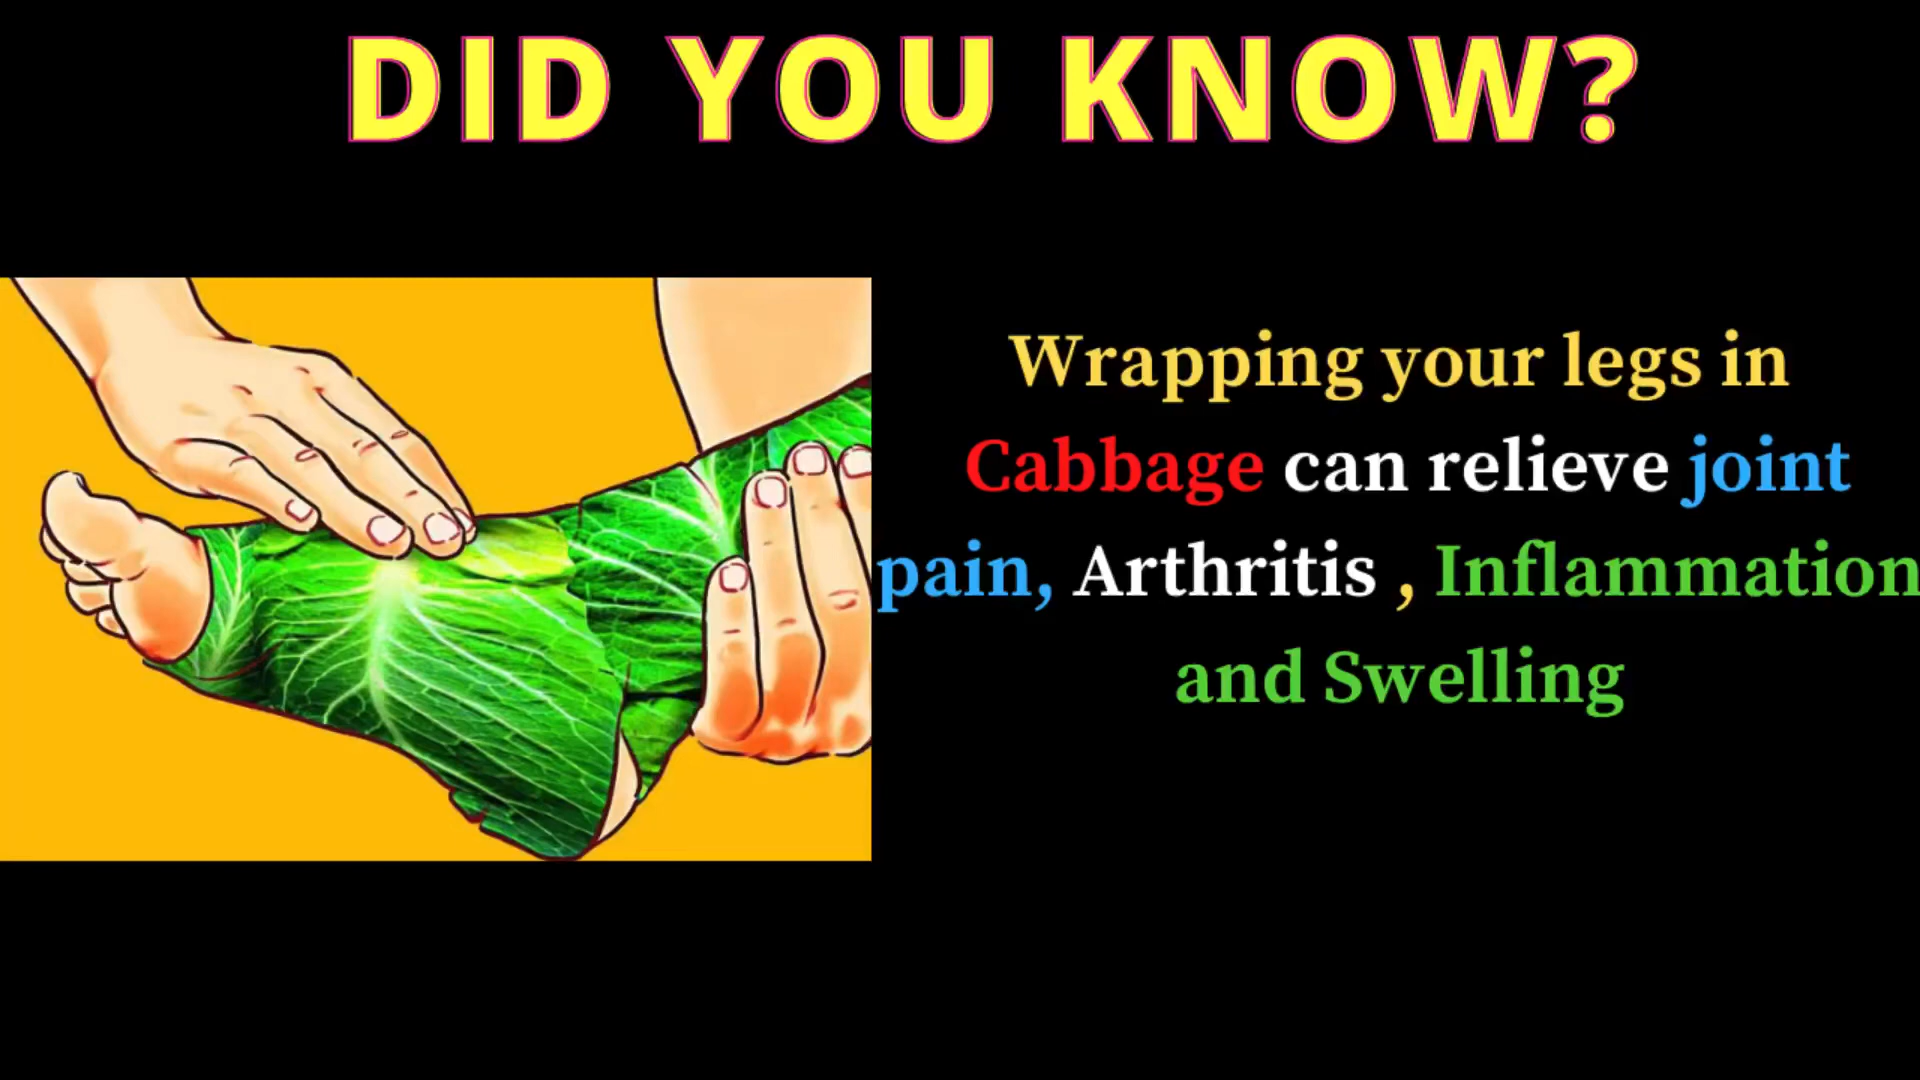 DID YOU KNOW?
Wrapping your legs in
Cabbage can relieve joint
pain, Arthritis , Inflammation
and Swelling